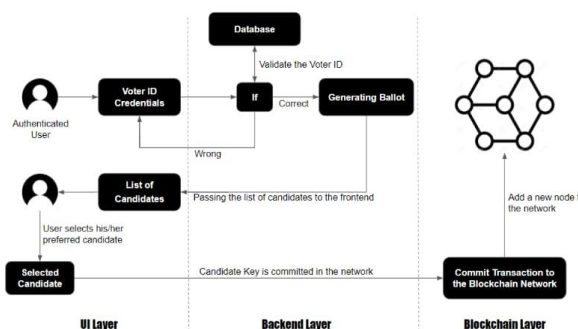 Database
Validate the Voter ID
Voter ID
Credentials
If
Correct
Generating Ballot
Authenticated
User
Wrong
List of
Candidates
Passing the list of candidates to the frontend
Add a new node t
the network
User selects his/her
preferred candidate
Selected
Candidate
Candidate Key is committed in the network
Commit Transaction to
the Blockchain Network
UI Layer
Backend Layer
Blockchain Layer